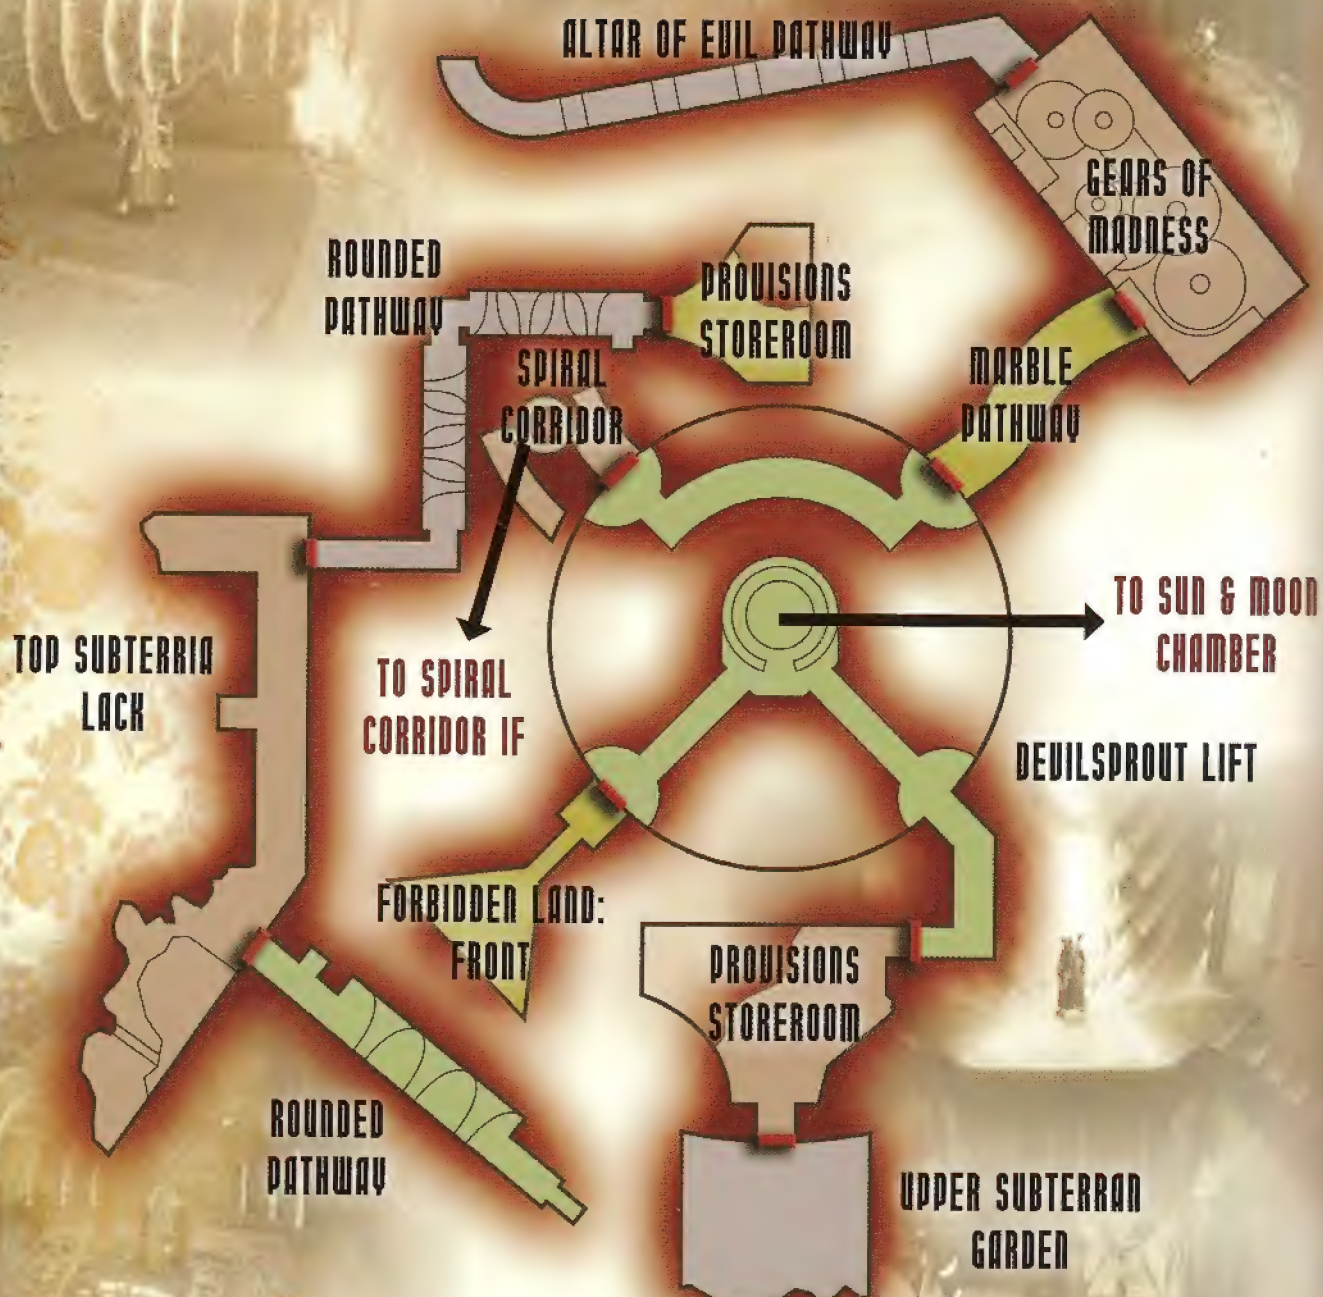 ALTAR OF EVIL PATHWAY
GEARS OF
MADNESS
ROUNDED
PATHWAY
PROVISIONS
STOREROOM
SPIRAL
CORRIDOR
MARBLE
PATHWAY
TO SUN & MOON
CHAMBER
TOP SUBTERRIA
LACK
TO SPIRAL
CORRIDOR IF
DEVILSPROUT LIFT
FORBIDDEN LAND:
FRONT
PROVISIONS
STOREROOM
ROUNDED
PATHWAY
UPPER SUBTERRAN
GARDEN